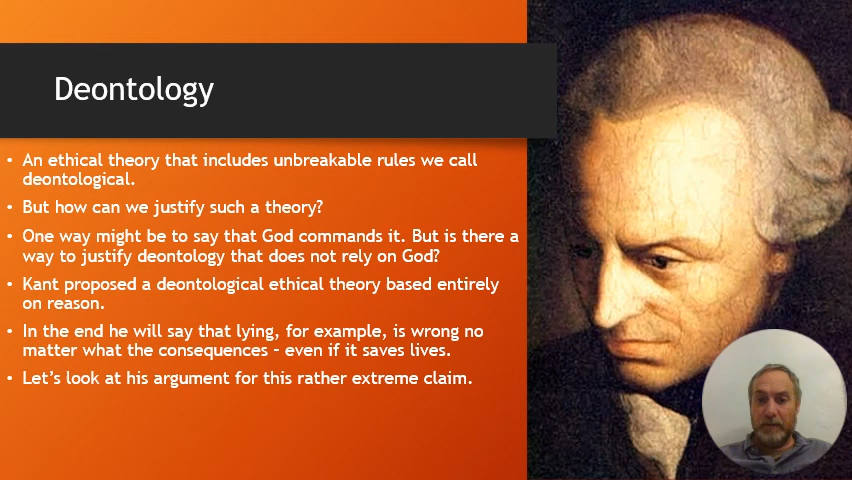 Deontology
• An ethical theory that includes unbreakable rules we call
deontological.
• But how can we justify such a theory?
• One way might be to say that God commands it. But is there a
way to justify deontology that does not rely on God?
• Kant proposed a deontological ethical theory based entirely
on reason.
• In the end he will say that lying, for example, is wrong no
matter what the consequences – even if it saves lives.
• Let’s look at his argument for this rather extreme claim.